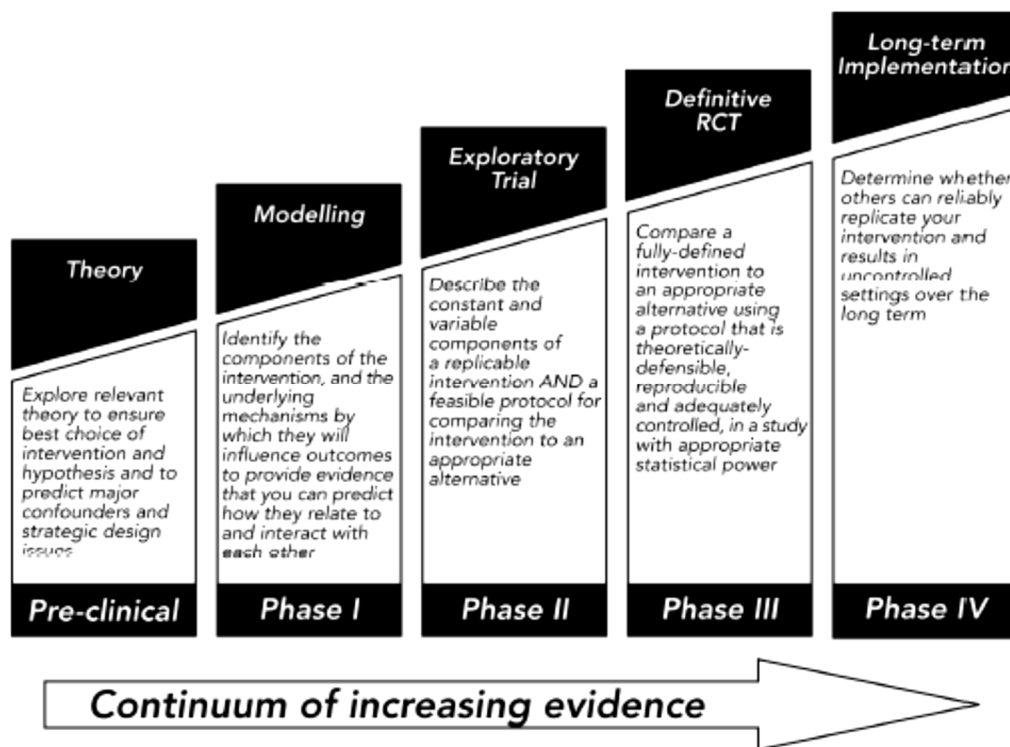 Theory
Explore relevant
theory to ensure
best choice of
intervention and
hypothesis and to
predict major
confounders and
strategic design
issues
Pre-clinical
Modelling
Identify the
components of the
intervention, and the
underlying
mechanisms by
which they will
influence outcomes
to provide evidence
that you can predict
how they relate to
and interact with
each other
Phase I
Exploratory
Trial
Describe the
constant and
variable
components of
a replicable
intervention AND a
feasible protocol for
comparing the
intervention to an
appropriate
alternative
Phase II
Definitive
RCT
Compare a
fully-defined
intervention to
an appropriate
alternative using
a protocol that is
theoretically-
defensible,
reproducible
and adequately
controlled, in a study
with appropriate
statistical power
Phase III
Long-term
Implementation
Determine whether
others can reliably
replicate your
intervention and
results in
uncontrolled
settings over the
long term
Phase IV
Continuum of increasing evidence